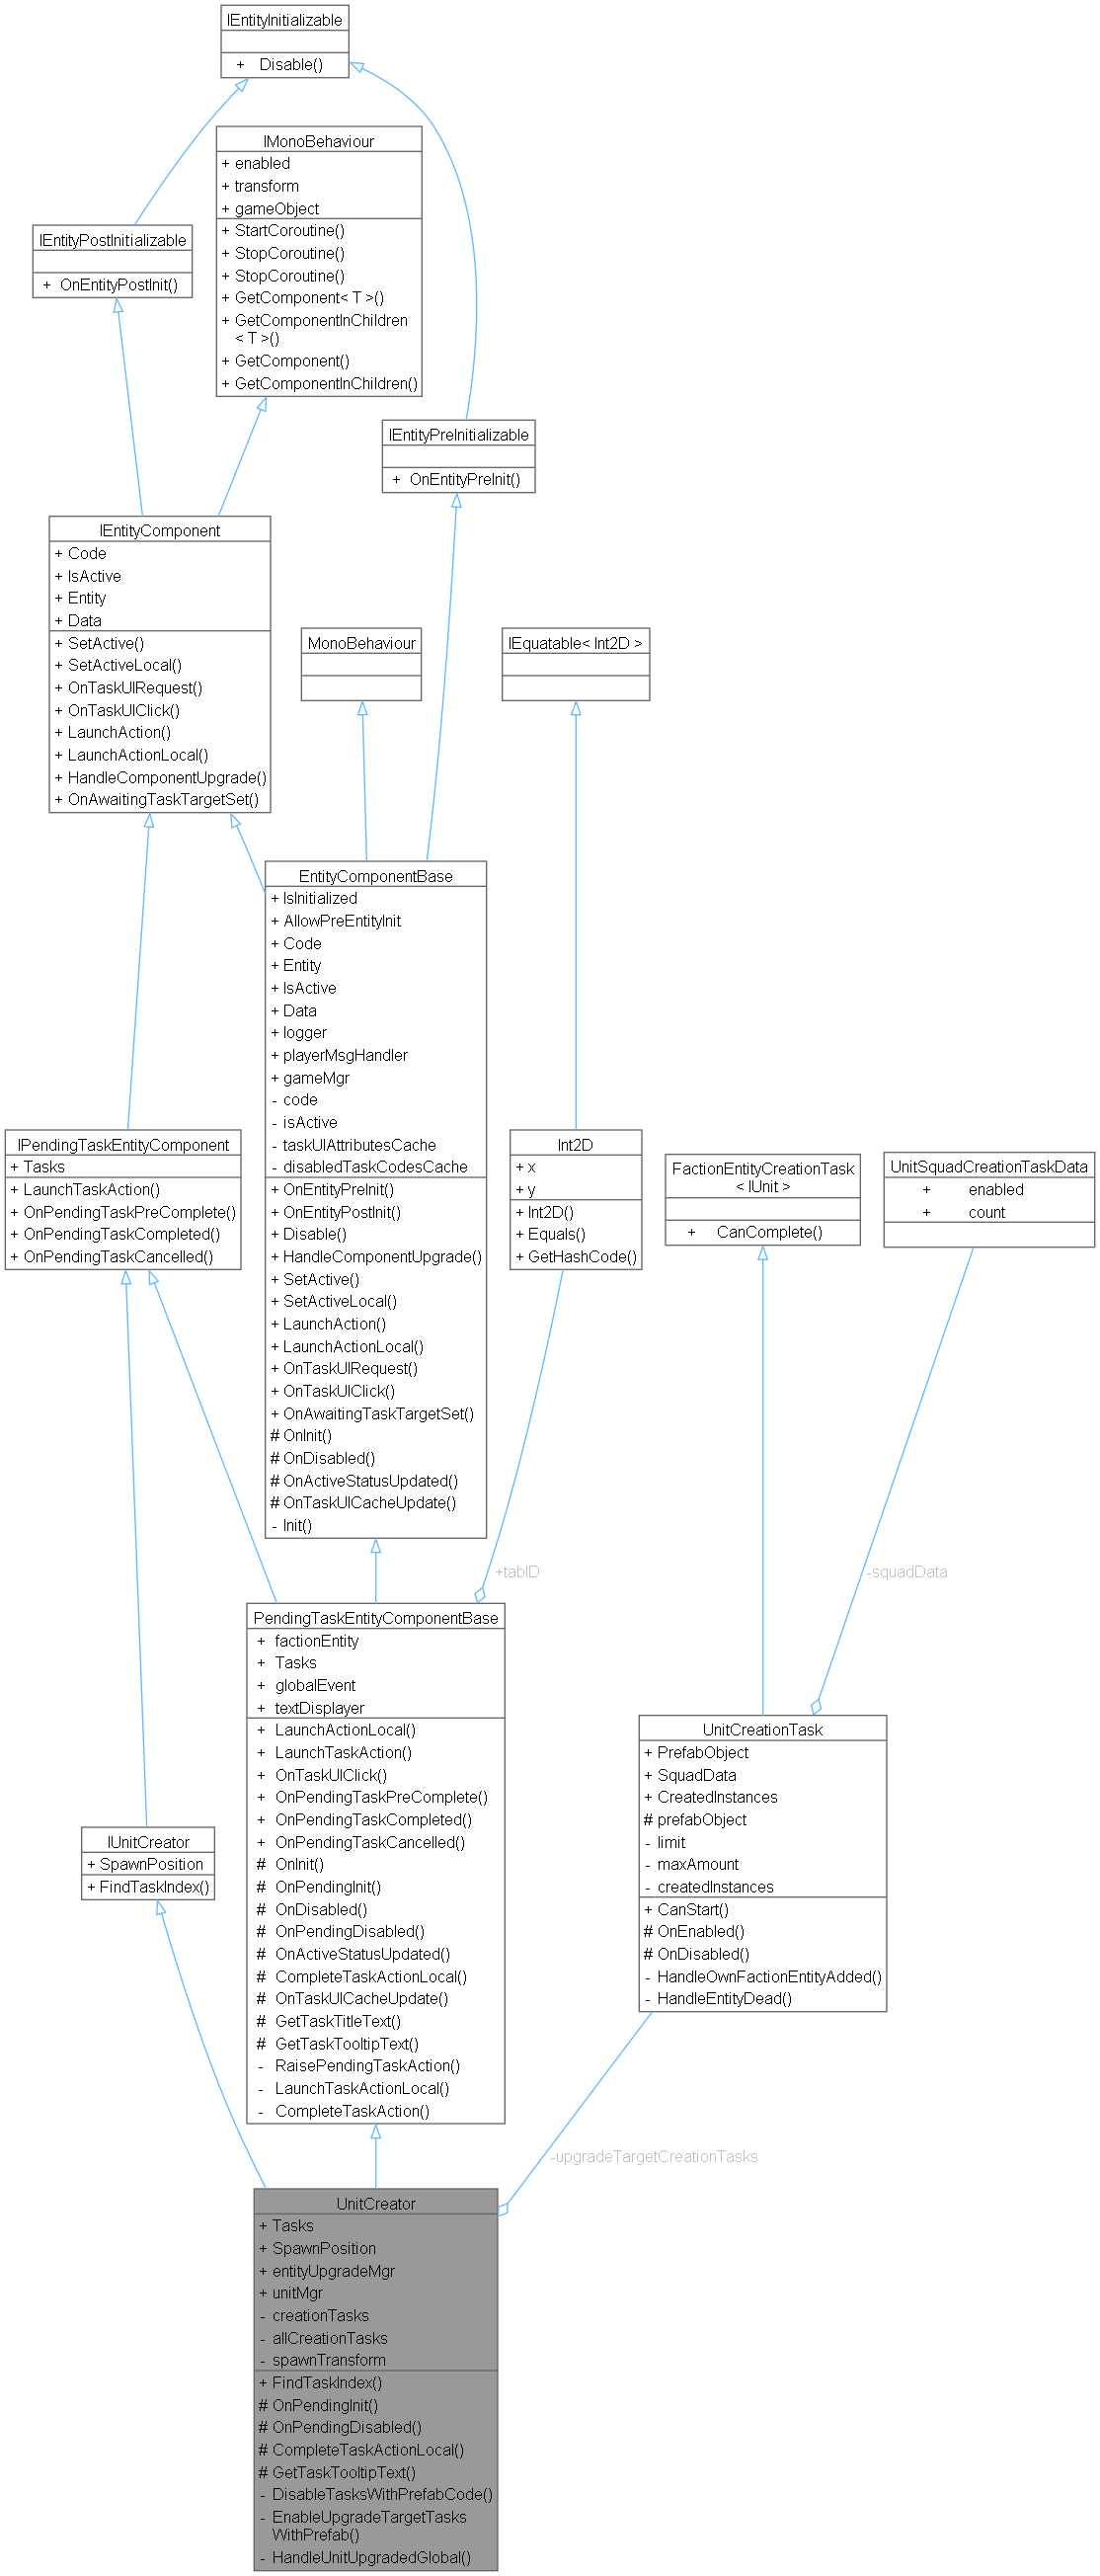 IEntityInitializable
+ Disable()
IMonoBehaviour
+ enabled
+ transform
+ gameObject
+ StartCoroutine()
+ StopCoroutine()
+ StopCoroutine()
+ GetComponent< T >()
+ GetComponentInChildren
< T >()
+ GetComponent()
+ GetComponentInChildren()
IEntityPostInitializable
+ OnEntityPostInit()
IEntityPreInitializable
+ OnEntityPreInit()
IEntityComponent
+ Code
+ IsActive
+ Entity
+ Data
+ SetActive()
+ SetActiveLocal()
+ OnTaskUIRequest()
+ OnTaskUIClick()
+ LaunchAction()
+ LaunchActionLocal()
+ HandleComponentUpgrade()
+ OnAwaitingTaskTargetSet()
MonoBehaviour
IEquatable< Int2D >
EntityComponentBase
+ IsInitialized
+ AllowPreEntityInit
+ Code
+ Entity
+ IsActive
+ Data
+ logger
+ playerMsgHandler
+ gameMgr
- code
- isActive
- taskUIAttributesCache
- disabledTaskCodesCache
+ OnEntityPreInit()
+ OnEntityPostInit()
+ Disable()
+ HandleComponentUpgrade()
+ SetActive()
+ SetActiveLocal()
+ LaunchAction()
+ LaunchActionLocal()
+ OnTaskUIRequest()
+ OnTaskUIClick()
+ OnAwaitingTaskTargetSet()
# OnInit()
# OnDisabled()
# OnActiveStatusUpdated()
# OnTaskUICacheUpdate()
- Init()
IPendingTaskEntityComponent
+ Tasks
+ LaunchTaskAction()
+ OnPendingTaskPreComplete()
+ OnPendingTaskCompleted()
+ OnPendingTaskCancelled()
Int2D
+ x
+ y
+ Int2D()
+ Equals()
+ GetHashCode()
FactionEntityCreationTask
< IUnit >
+ CanComplete()
UnitSquadCreationTaskData
+ enabled
+ count
+tabID
-squadData
PendingTaskEntityComponentBase
+ factionEntity
+ Tasks
+ globalEvent
+ textDisplayer
+ LaunchActionLocal()
+ LaunchTaskAction()
+ OnTaskUIClick()
+ OnPendingTaskPreComplete()
+ OnPendingTaskCompleted()
+ OnPendingTaskCancelled()
# OnInit()
# OnPendingInit()
# OnDisabled()
# OnPendingDisabled()
# OnActiveStatusUpdated()
# CompleteTaskActionLocal()
# OnTaskUICacheUpdate()
# GetTaskTitleText()
# GetTaskTooltipText()
- RaisePendingTaskAction()
- LaunchTaskActionLocal()
- CompleteTaskAction()
UnitCreationTask
+ PrefabObject
+ SquadData
+ CreatedInstances
# prefabObject
- limit
- maxAmount
- createdInstances
+ CanStart()
# OnEnabled()
# OnDisabled()
- HandleOwnFactionEntityAdded()
- HandleEntityDead()
IUnitCreator
+ SpawnPosition
+ FindTaskIndex()
-upgradeTargetCreationTasks
UnitCreator
+ Tasks
+ SpawnPosition
+ entityUpgradeMgr
+ unitMgr
- creationTasks
- allCreationTasks
- spawnTransform
+ FindTaskIndex()
# OnPendingInit()
# OnPendingDisabled()
# CompleteTaskActionLocal()
# GetTaskTooltipText()
- DisableTasksWithPrefabCode()
- EnableUpgradeTargetTasks
WithPrefab()
- HandleUnitUpgradedGlobal()